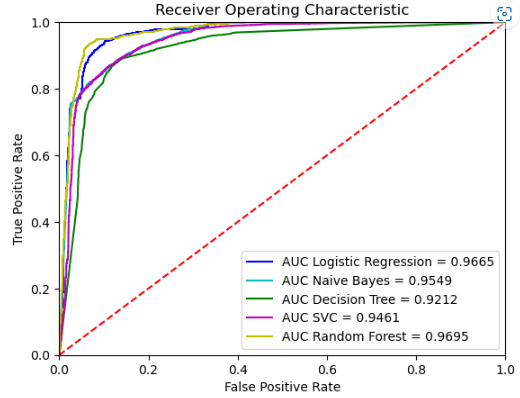 Receiver Operating Characteristic
True Positive Rate
1.0
0.8
0.6
0.4
0.2
0.0
AUC Logistic Regression = 0.9665
AUC Naive Bayes = 0.9549
AUC Decision Tree = 0.9212
AUC SVC = 0.9461
AUC Random Forest = 0.9695
0.0 0.2 0.4 0.6 0.8 1.0
False Positive Rate